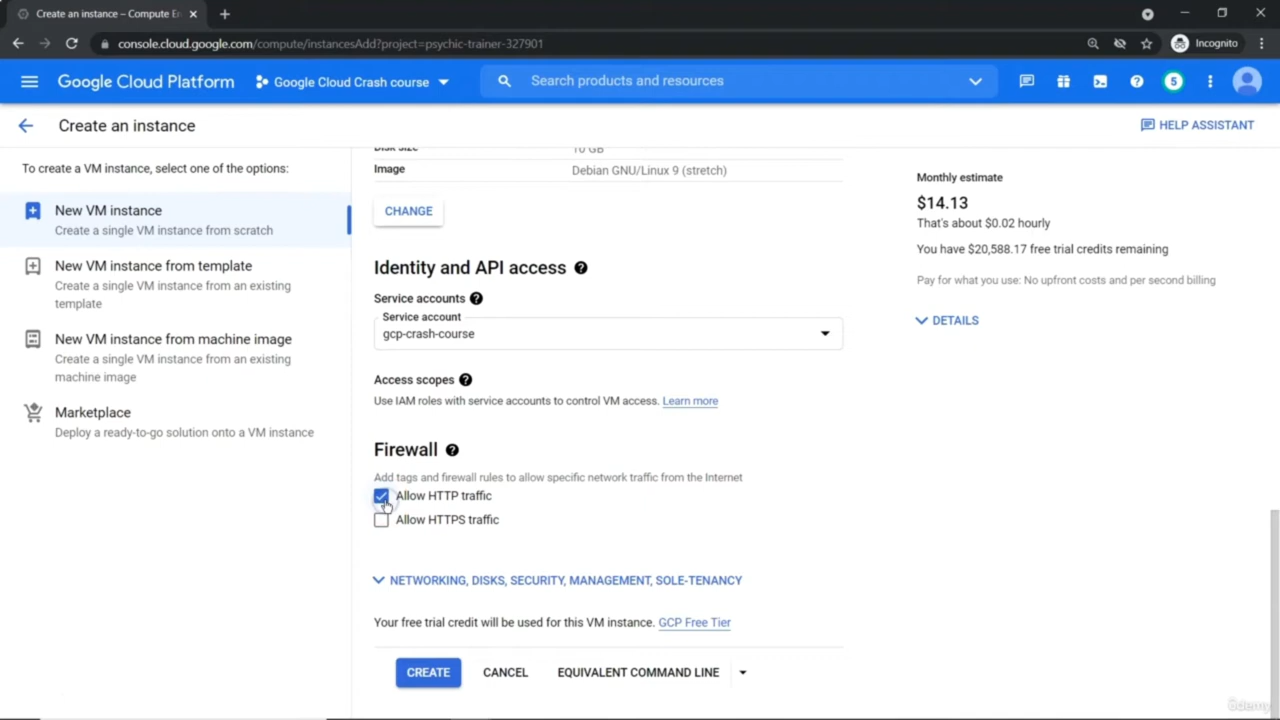 Create an instance – Compute En
console.cloud.google.com/compute/instancesAdd?project=psychic-trainer-327901
Incognito
Google Cloud Platform
Google Cloud Crash course
Search products and resources
5
Create an instance
HELP ASSISTANT
To create a VM instance, select one of the options:
New VM instance
Create a single VM instance from scratch
New VM instance from template
Create a single VM instance from an existing
template
New VM instance from machine image
Create a single VM instance from an existing
machine image
Marketplace
Deploy a ready-to-go solution onto a VM instance
Disk size 10 GB
Image Debian GNU/Linux 9 (stretch)
CHANGE
Identity and API access
Service accounts
Service account
gcp-crash-course
Access scopes
Use IAM roles with service accounts to control VM access. Learn more
Firewall
Add tags and firewall rules to allow specific network traffic from the Internet
Allow HTTP traffic
Allow HTTPS traffic
NETWORKING, DISKS, SECURITY, MANAGEMENT, SOLE-TENANCY
Your free trial credit will be used for this VM instance. GCP Free Tier
CREATE CANCEL EQUIVALENT COMMAND LINE
Monthly estimate
$14.13
That's about $0.02 hourly
You have $20,588.17 free trial credits remaining
Pay for what you use: No upfront costs and per second billing
DETAILS
ûdemy